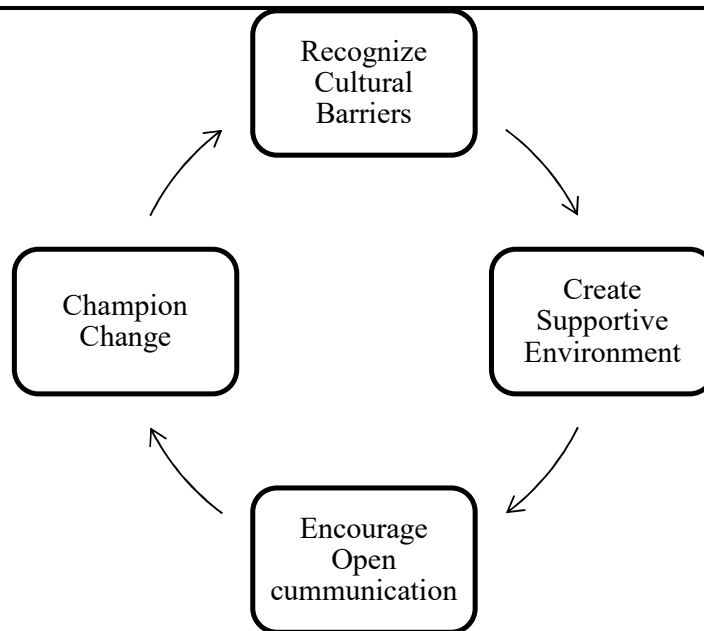 Recognize
Cultural
Barriers
Create
Supportive
Environment
Encourage
Open
cummunication
Champion
Change